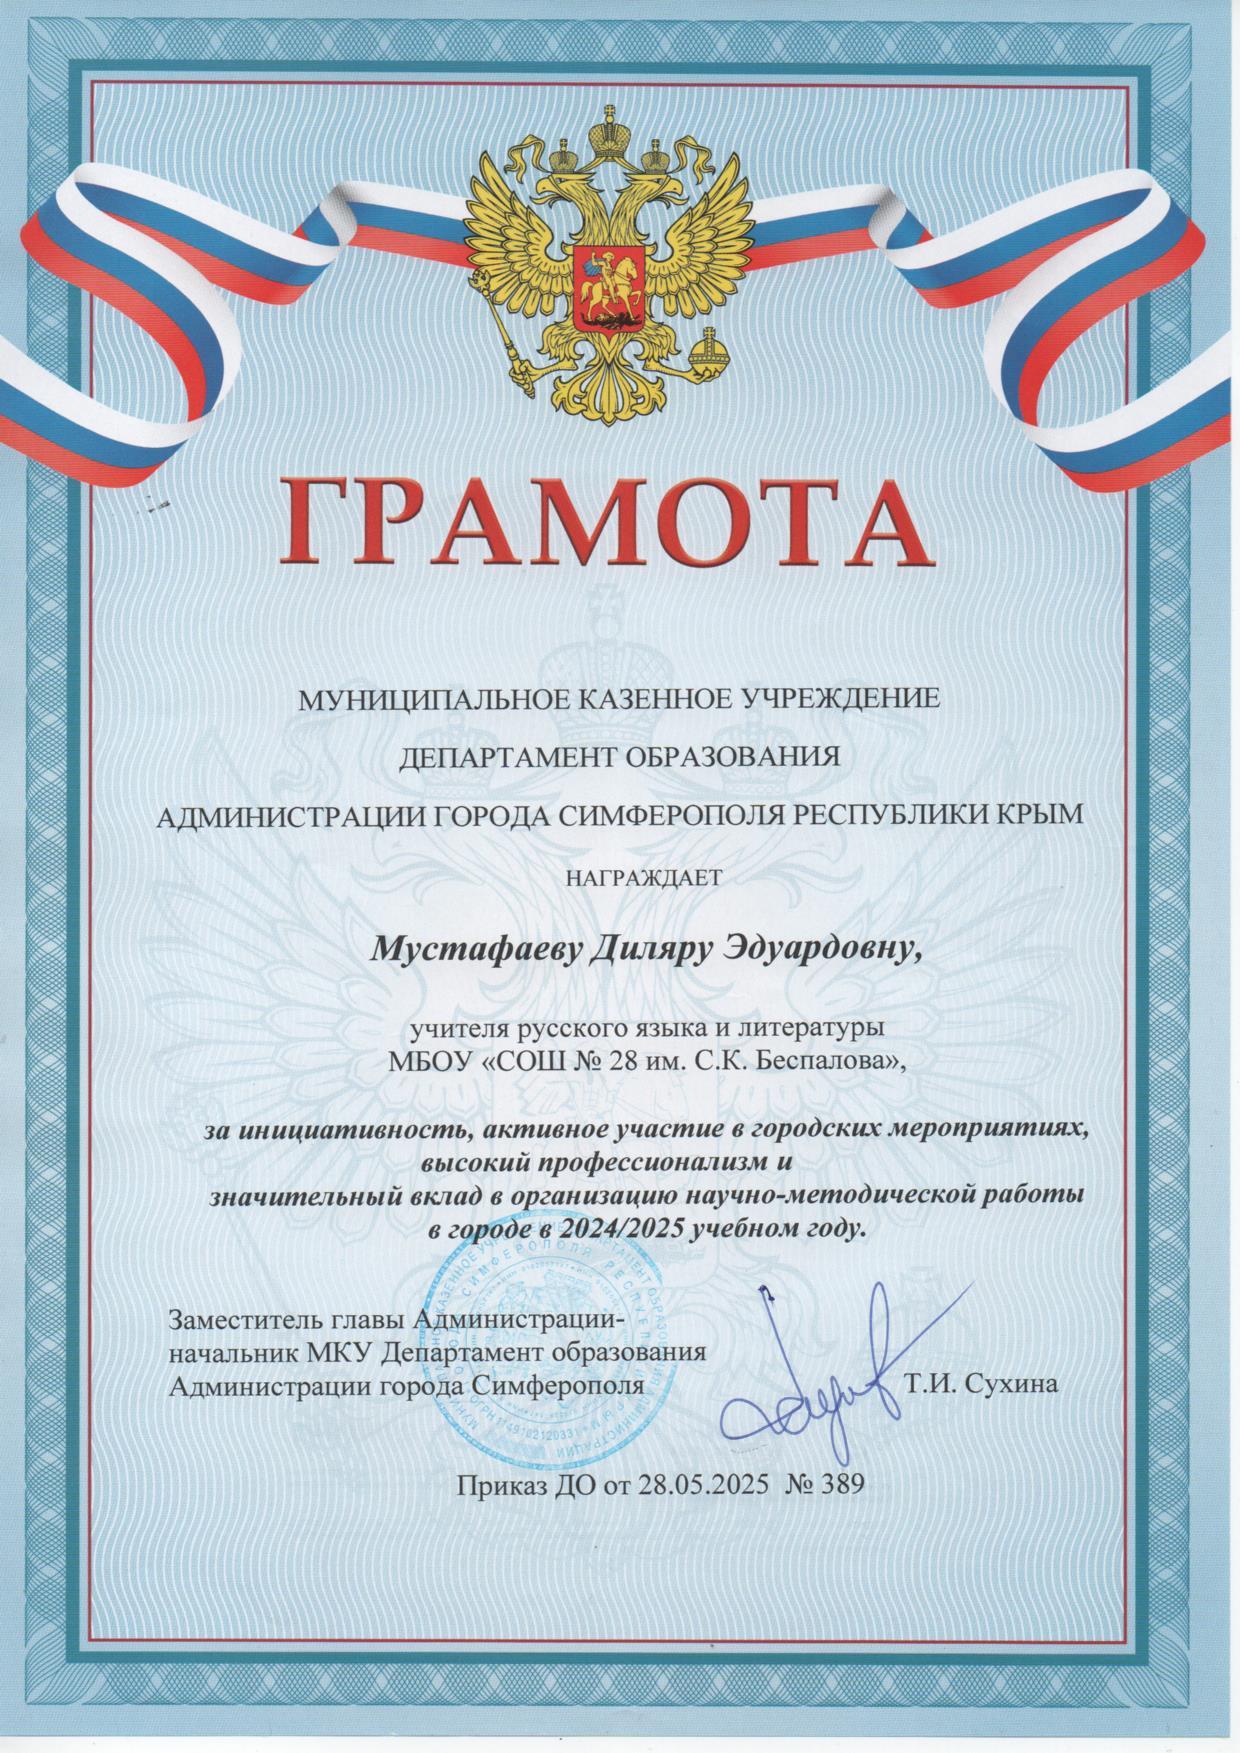 ГРАМОТА
МУНИЦИПАЛЬНОЕ КАЗЕННОЕ УЧРЕЖДЕНИЕ
ДЕПАРТАМЕНТ ОБРАЗОВАНИЯ
АДМИНИСТРАЦИИ ГОРОДА СИМФЕРОПОЛЯ РЕСПУБЛИКИ КРЫМ
НАГРАЖДАЕТ
Мустафаеву Диляру Эдуардовну,
учителя русского языка и литературы
МБОУ «СОШ № 28 им. С.К. Беспалова»,
за инициативность, активное участие в городских мероприятиях,
высокий профессионализм и
значительный вклад в организацию научно-методической работы
в городе в 2024/2025 учебном году.
Заместитель главы Администрации-
начальник МКУ Департамент образования
Администрации города Симферополя
Т.И. Сухина
Приказ ДО от 28.05.2025 № 389